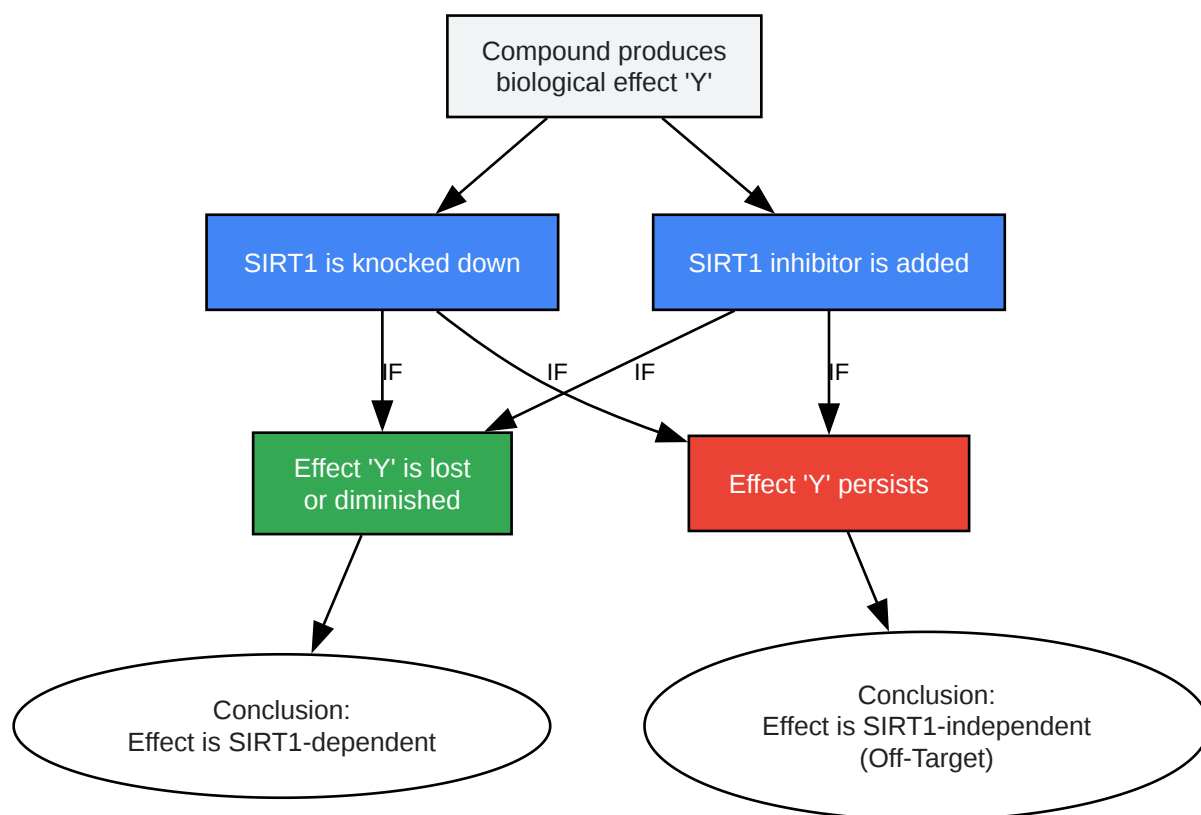 Compound produces
biological effect 'Y'
SIRT1 is knocked down
SIRT1 inhibitor is added
IF
IF
IF
IF
Effect 'Y' is lost
or diminished
Effect 'Y' persists
Conclusion:
Effect is SIRT1-dependent
Conclusion:
Effect is SIRT1-independent
(Off-Target)